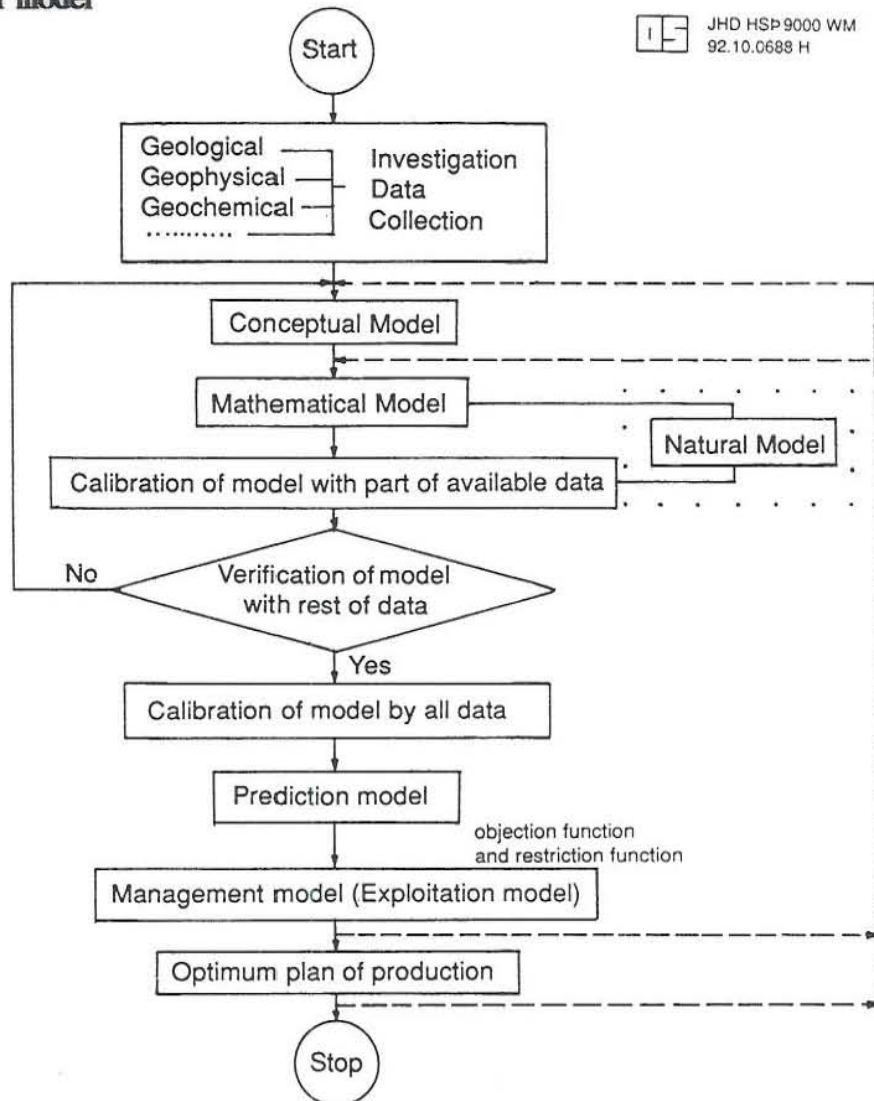 model
JHD HSP 9000 WM
92.10.0688 H
Start
Geological
Geophysical
Geochemical
...........
Investigation
Data
Collection
Conceptual Model
Mathematical Model
Natural Model
Calibration of model with part of available data
No
Verification of model
with rest of data
Yes
Calibration of model by all data
Prediction model
objection function
and restriction function
Management model (Exploitation model)
Optimum plan of production
Stop